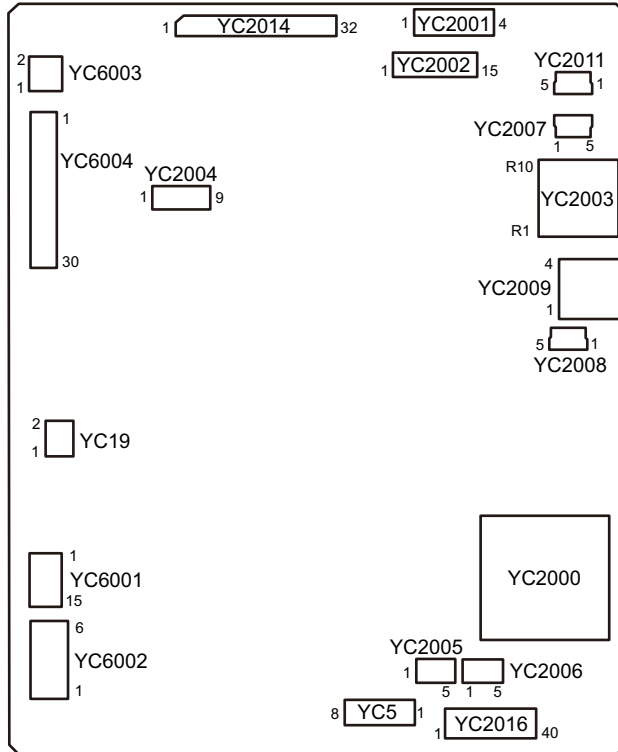 1 YC2014 32
1 YC2001 4
2
1
YC6003
1 YC2002 15
YC2011
5 1
YC2007
1 5
1
YC6004
30
YC2004
1 9
R10
YC2003
R1
4
YC2009
1
5 1
YC2008
2
1
YC19
1
YC6001
15
YC2000
6
YC6002
1
YC2005
1
5
YC2006
1 5
8 YC5 1
1 YC2016 40